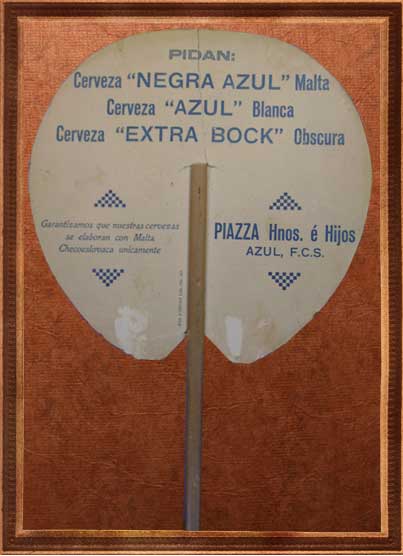 PIDAN:
Cerveza "NEGRA AZUL" Malta
Cerveza "AZUL" Blanca
Cerveza "EXTRA BOCK" Obscura
Garantizamos que nuestras cervezas
se elaboran con Malta
Checoeslovaca unicamente
PIAZZA Hnos. é Hijos
AZUL, F.C.S.